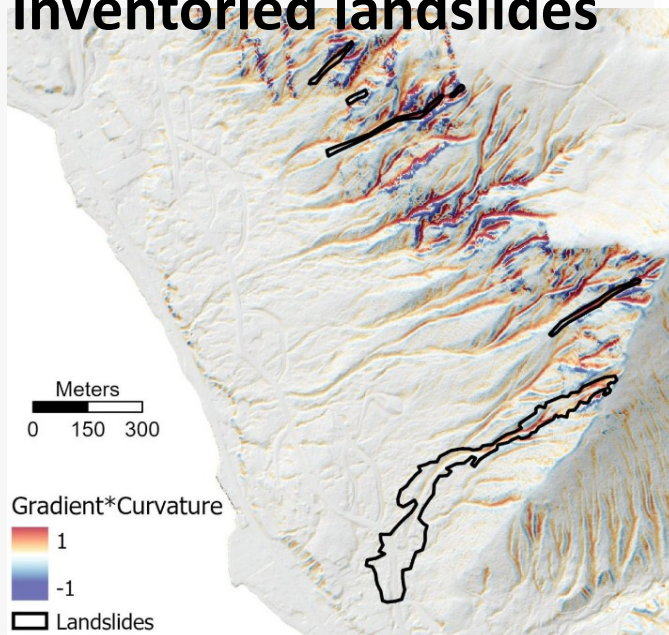 Inventoried landslides
Meters
0 150 300
Gradient*Curvature
1
-1
Landslides